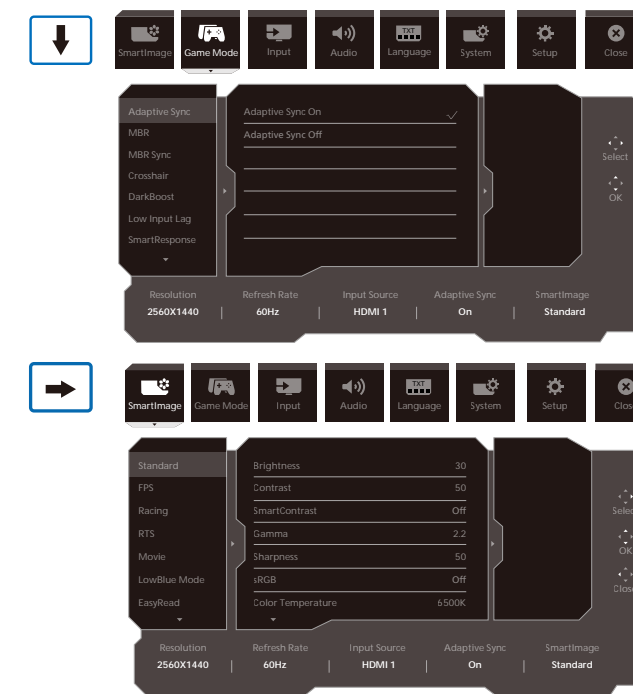 SmartImage Game Mode Input Audio TXT Language System Setup Close
Adaptive Sync Adaptive Sync On
MBR Adaptive Sync Off
MBR Sync
Select
Crosshair
DarkBoost
OK
Low Input Lag
SmartResponse
Resolution Refresh Rate Input Source Adaptive Sync SmartImage
2560X1440 | 60Hz | HDMI 1 | On | Standard
SmartImage Game Mode Input Audio TXT Language System Setup Clos
Standard Brightness 30
FPS Contrast 50
Racing SmartContrast Off
Selec
RTS Gamma 2.2
OK
Movie Sharpness 50
LowBlue Mode sRGB Off
Close
EasyRead Color Temperature 6500K
Resolution Refresh Rate Input Source Adaptive Sync SmartImage
2560X1440 | 60Hz | HDMI 1 | On | Standard